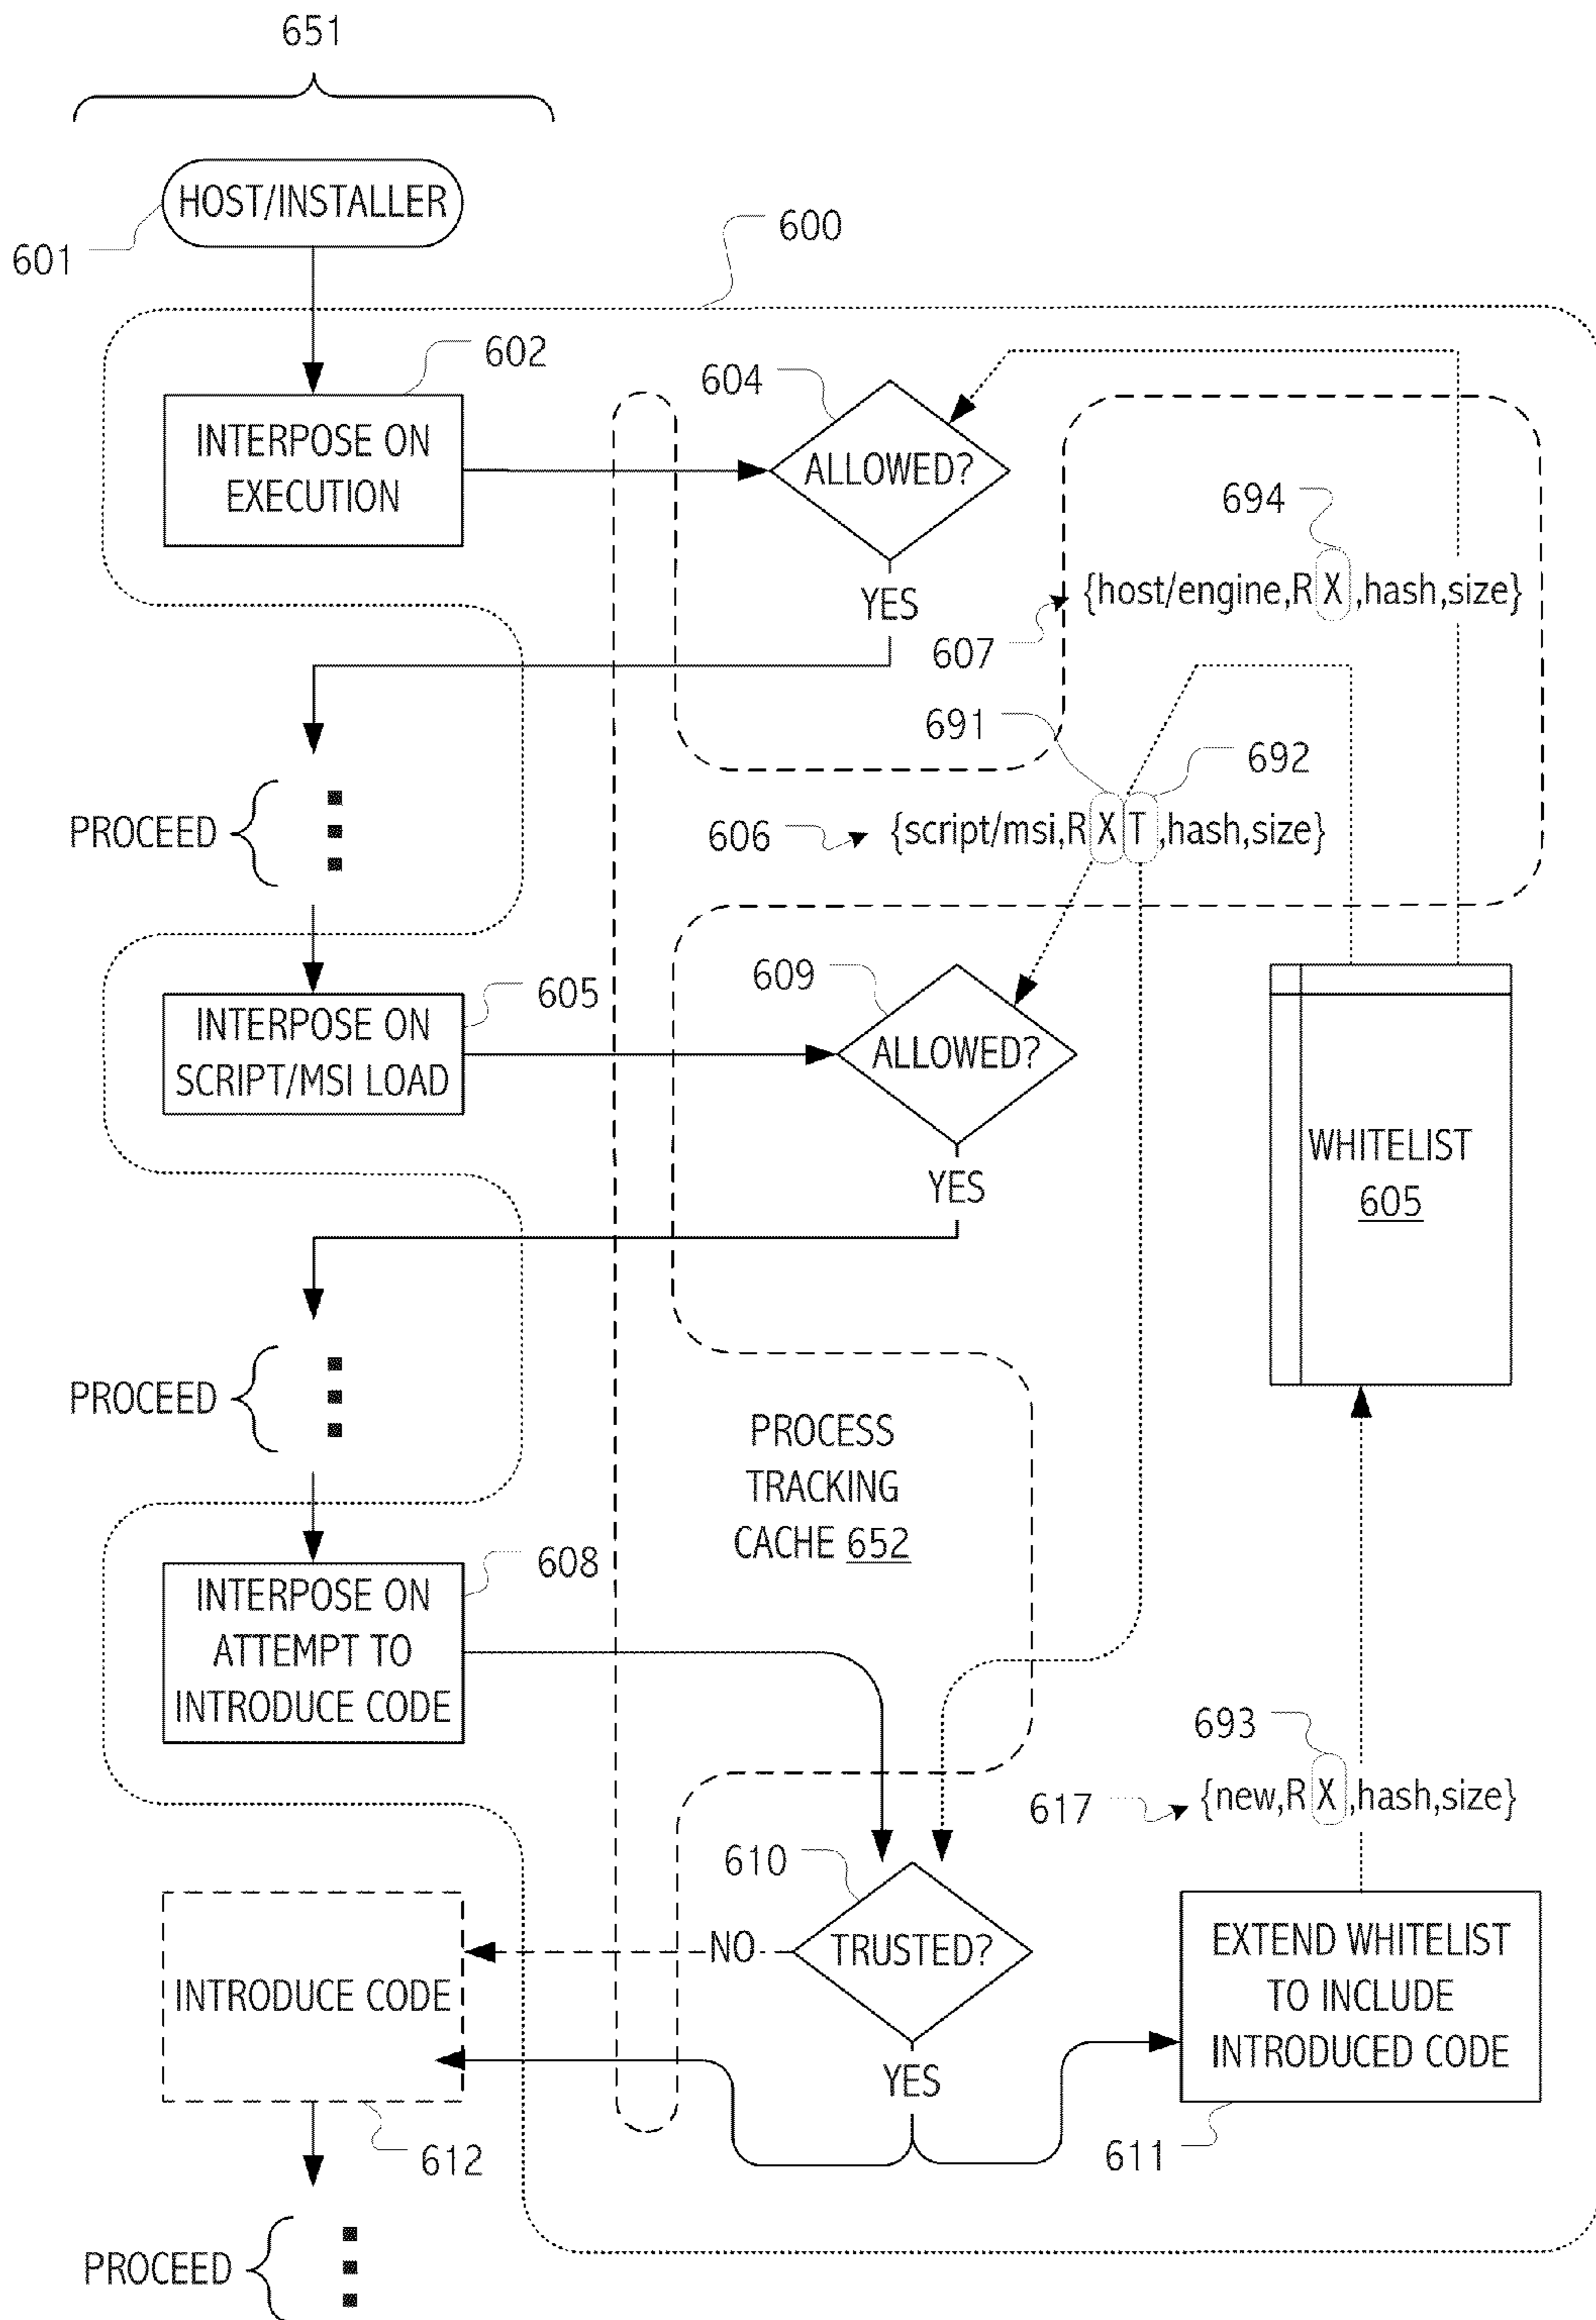 651
HOST/INSTALLER
601
600
602
INTERPOSE ON
EXECUTION
604
ALLOWED?
YES
694
{host/engine,RX,hash,size}
607
691
692
PROCEED
606
{script/msi,RXT,hash,size}
605
INTERPOSE ON
SCRIPT/MSI LOAD
609
ALLOWED?
YES
WHITELIST
605
PROCEED
PROCESS
TRACKING
CACHE 652
608
INTERPOSE ON
ATTEMPT TO
INTRODUCE CODE
693
617
{new,RX,hash,size}
610
TRUSTED?
NO
YES
INTRODUCE CODE
612
EXTEND WHITELIST
TO INCLUDE
INTRODUCED CODE
611
PROCEED